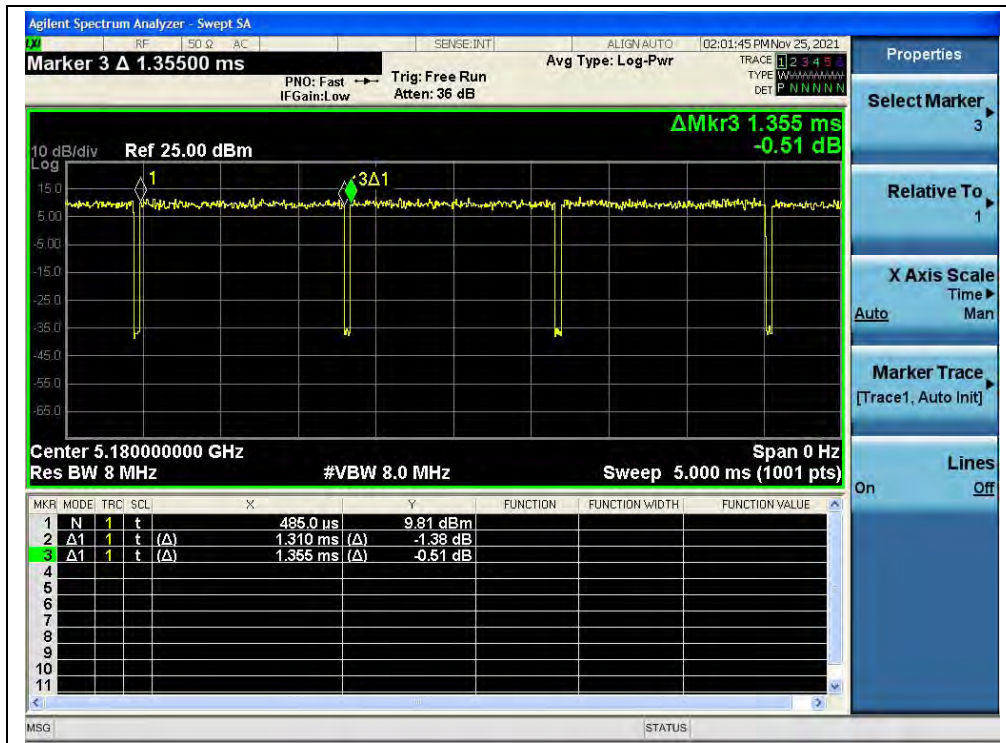 Agilent Spectrum Analyzer - Swept SA
LXI RF 50 Ω AC SENSE:INT ALIGN AUTO 02:01:45 PM Nov 25, 2021
Marker 3 Δ 1.35500 ms
PNO: Fast
IFGain:Low
Trig: Free Run
Atten: 36 dB
Avg Type: Log-Pwr
TRACE 1 2 3 4 5 6
TYPE W
DET P N N N N N
ΔMkr3 1.355 ms
-0.51 dB
10 dB/div Ref 25.00 dBm
Log
15.0
5.00
-5.00
-15.0
-25.0
-35.0
-45.0
-55.0
-65.0
1
3Δ1
Center 5.180000000 GHz Span 0 Hz
Res BW 8 MHz #VBW 8.0 MHz Sweep 5.000 ms (1001 pts)
MKR MODE TRC SCL X Y FUNCTION FUNCTION WIDTH FUNCTION VALUE
1 N 1 t 485.0 µs 9.81 dBm
2 Δ1 1 t (Δ) 1.310 ms (Δ) -1.38 dB
3 Δ1 1 t (Δ) 1.355 ms (Δ) -0.51 dB
4
5
6
7
8
9
10
11
MSG STATUS
Properties
Select Marker
3
Relative To
1
X Axis Scale
Time
Auto Man
Marker Trace
[Trace1, Auto Init]
Lines
On Off